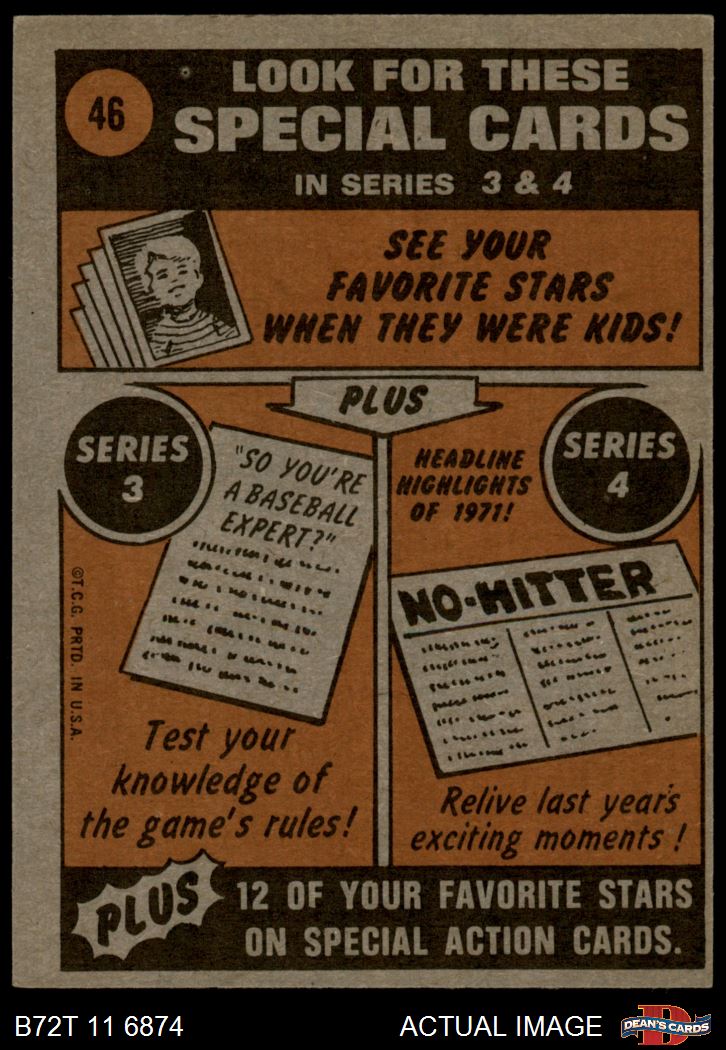 46
LOOK FOR THESE
SPECIAL CARDS
IN SERIES 3 & 4
SEE YOUR
FAVORITE STARS
WHEN THEY WERE KIDS!
PLUS
SERIES
3
"SO YOU'RE
A BASEBALL
EXPERT?"
Test your
knowledge of
the game's rules!
HEADLINE
HIGHLIGHTS
OF 1971!
SERIES
4
NO-HITTER
Relive last year's
exciting moments!
©T.C.G. PRTD. IN U.S.A.
PLUS
12 OF YOUR FAVORITE STARS
ON SPECIAL ACTION CARDS.
B72T 11 6874
ACTUAL IMAGE
D
DEAN'S CARDS